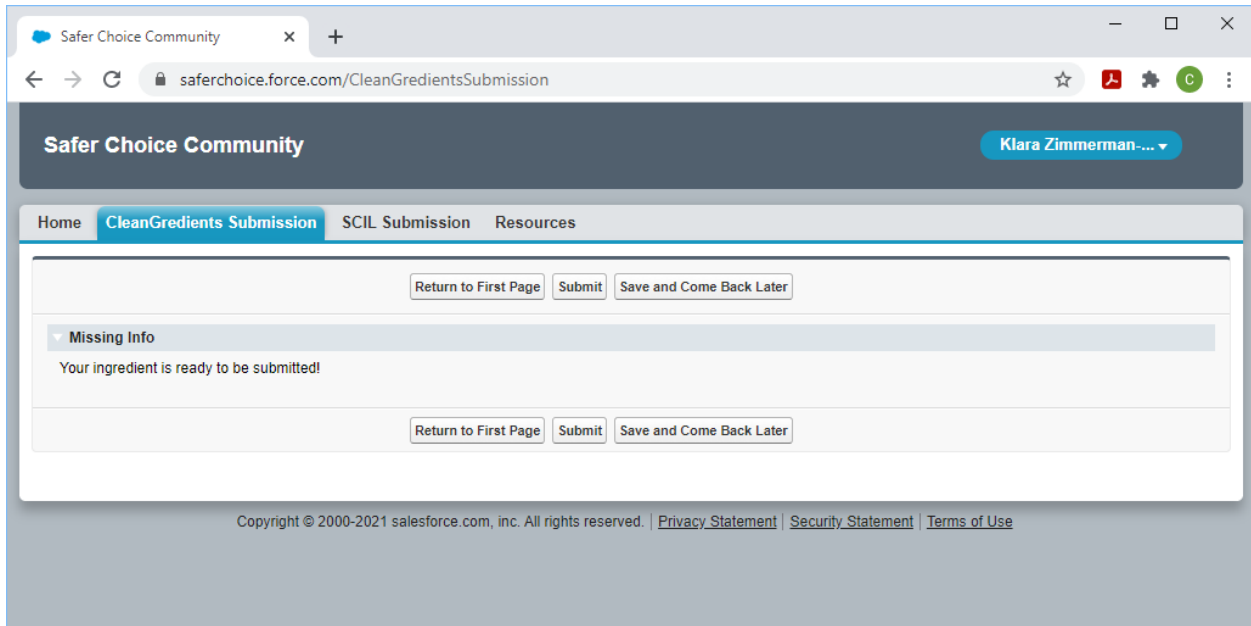 Safer Choice Community
saferchoice.force.com/CleanGredientsSubmission
C
Safer Choice Community
Klara Zimmerman-...
Home CleanGredients Submission SCIL Submission Resources
Return to First Page Submit Save and Come Back Later
Missing Info
Your ingredient is ready to be submitted!
Return to First Page Submit Save and Come Back Later
Copyright © 2000-2021 salesforce.com, inc. All rights reserved. | Privacy Statement | Security Statement | Terms of Use